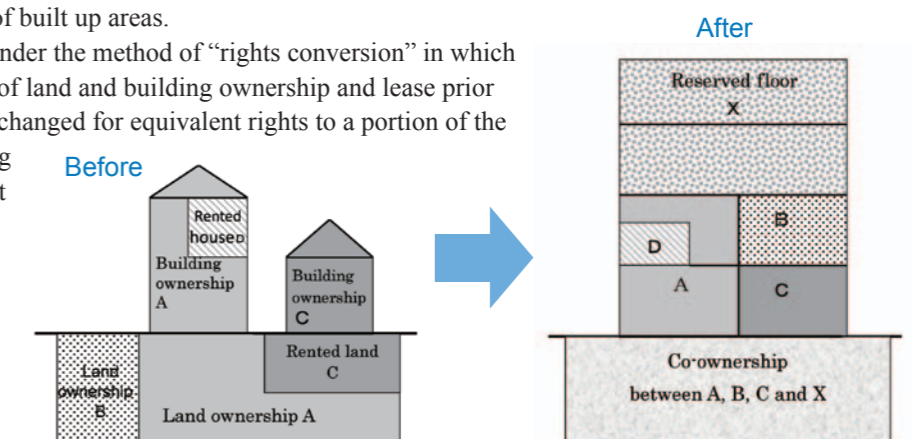 of built up areas.
nder the method of “rights conversion” in which
of land and building ownership and lease prior
changed for equivalent rights to a portion of the
g
t
Before
Rented
house D
Building
ownership
A
Building
ownership
C
Land
ownership
B
Rented land
C
Land ownership A
After
Reserved floor
X
B
D
A
C
Co-ownership
between A, B, C and X